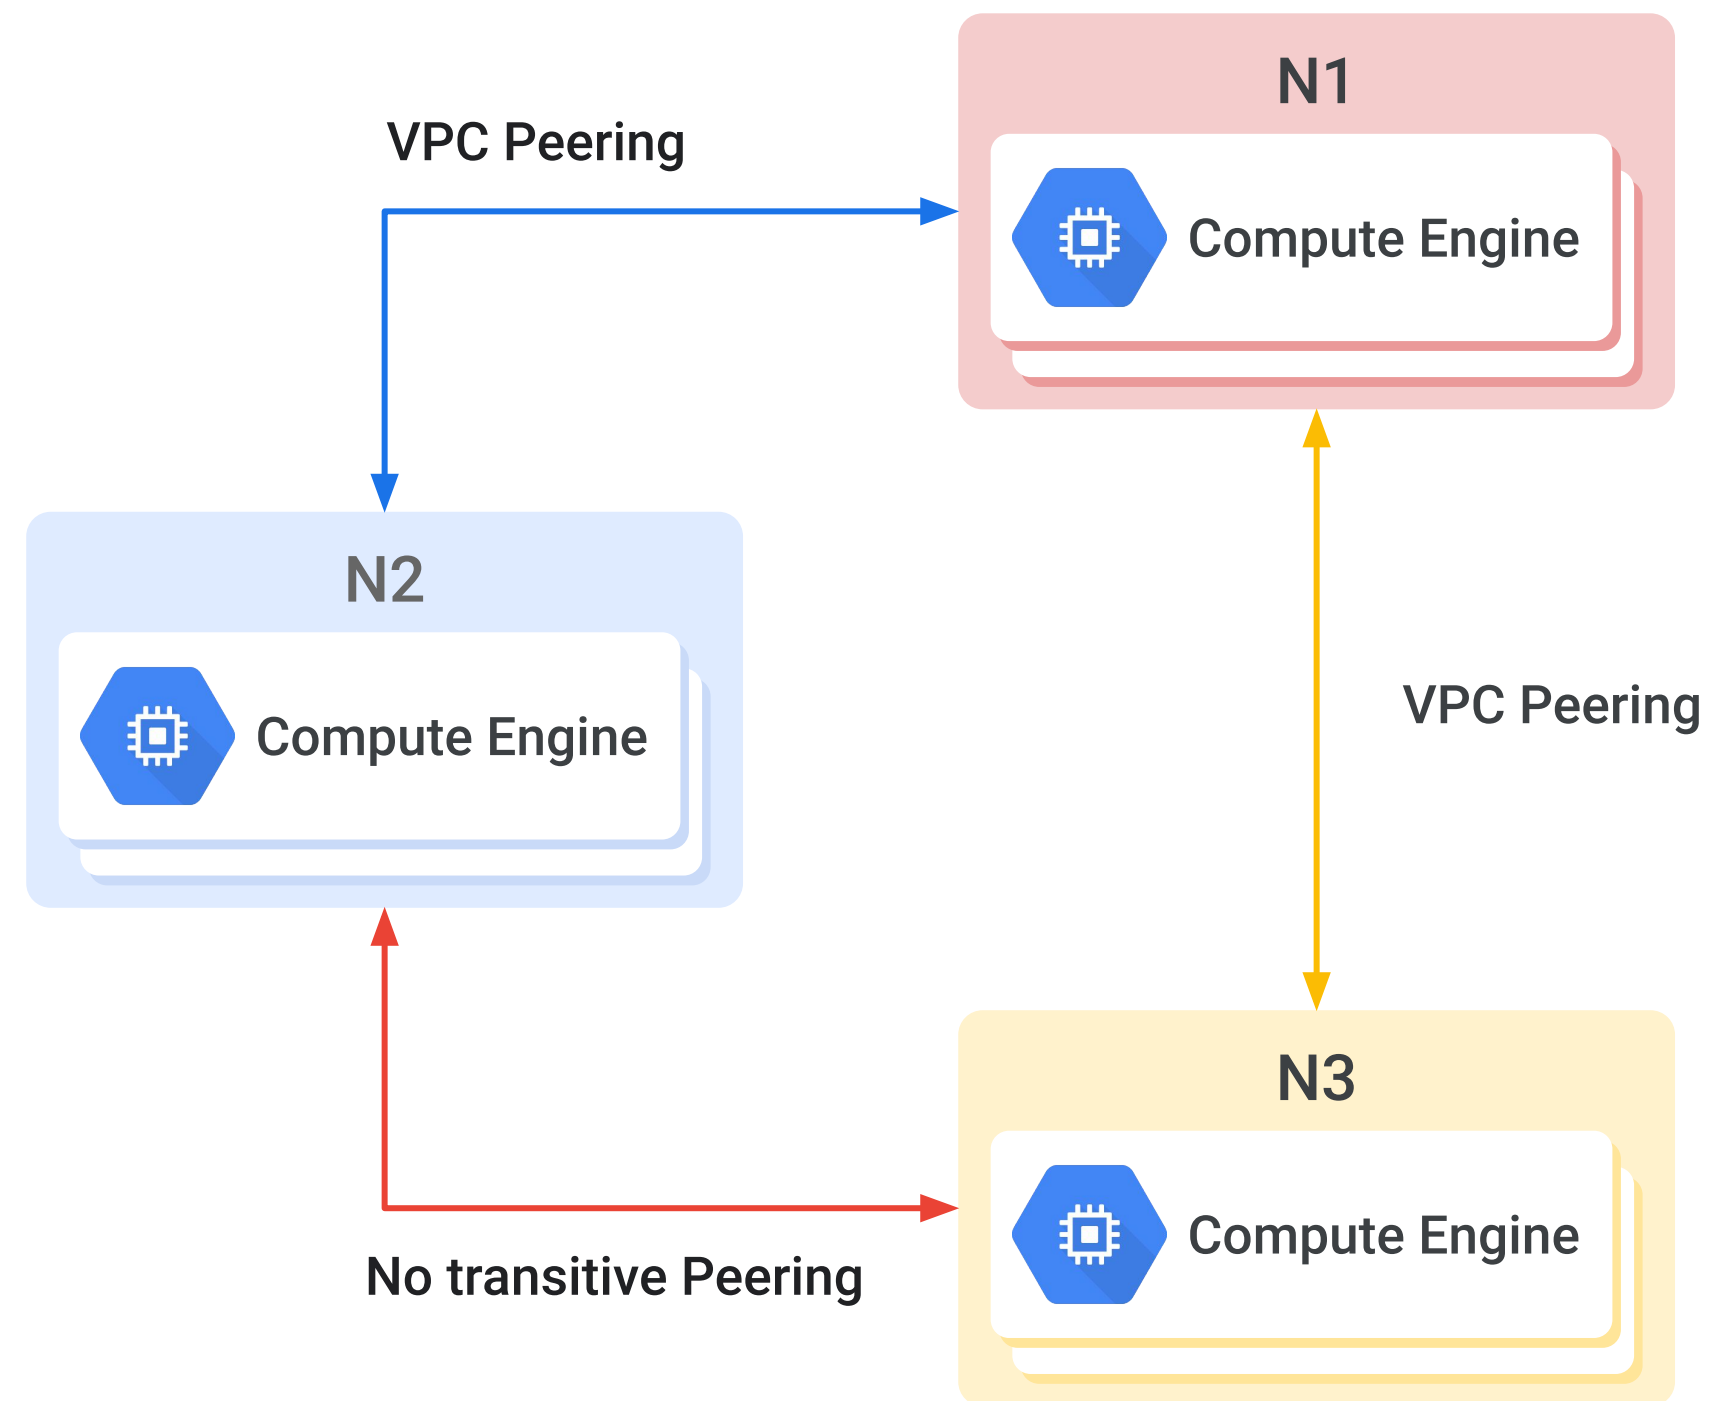 N1
VPC Peering
Compute Engine
N2
Compute Engine
VPC Peering
N3
Compute Engine
No transitive Peering